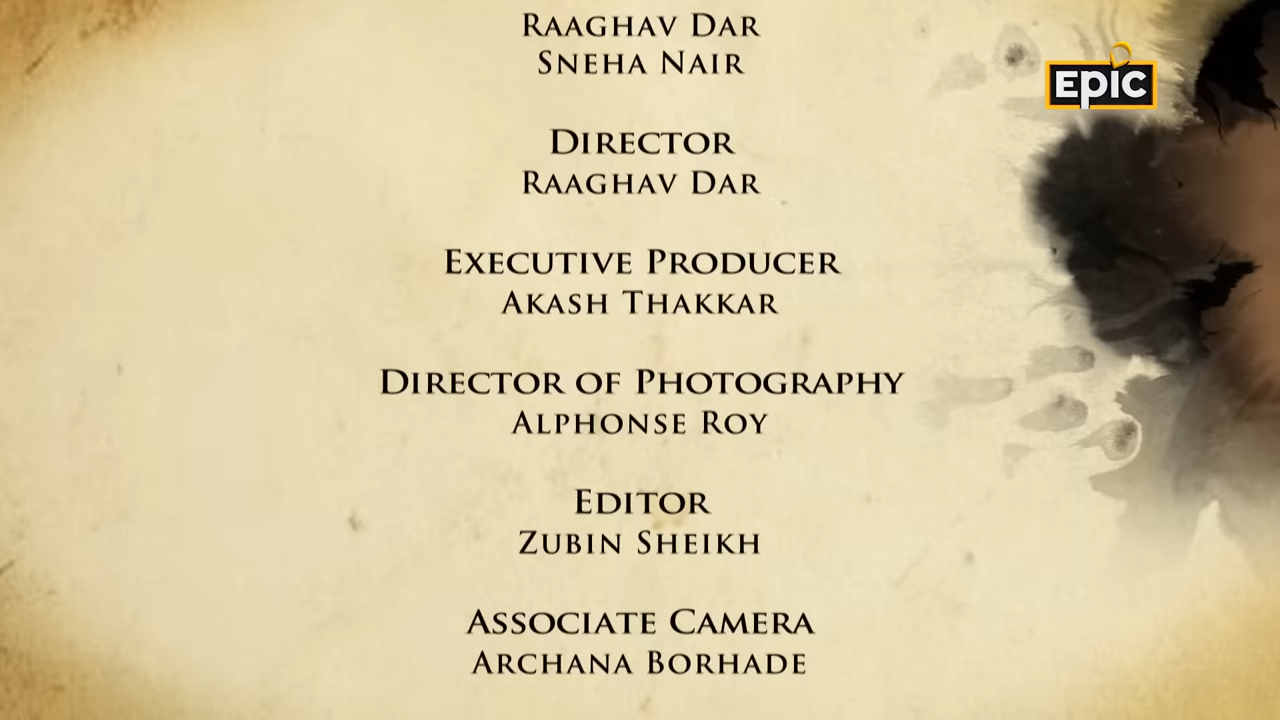 RAAGHAV DAR
SNEHA NAIR
epic
DIRECTOR
RAAGHAV DAR
EXECUTIVE PRODUCER
AKASH THAKKAR
DIRECTOR OF PHOTOGRAPHY
ALPHONSE ROY
EDITOR
ZUBIN SHEIKH
ASSOCIATE CAMERA
ARCHANA BORHADE